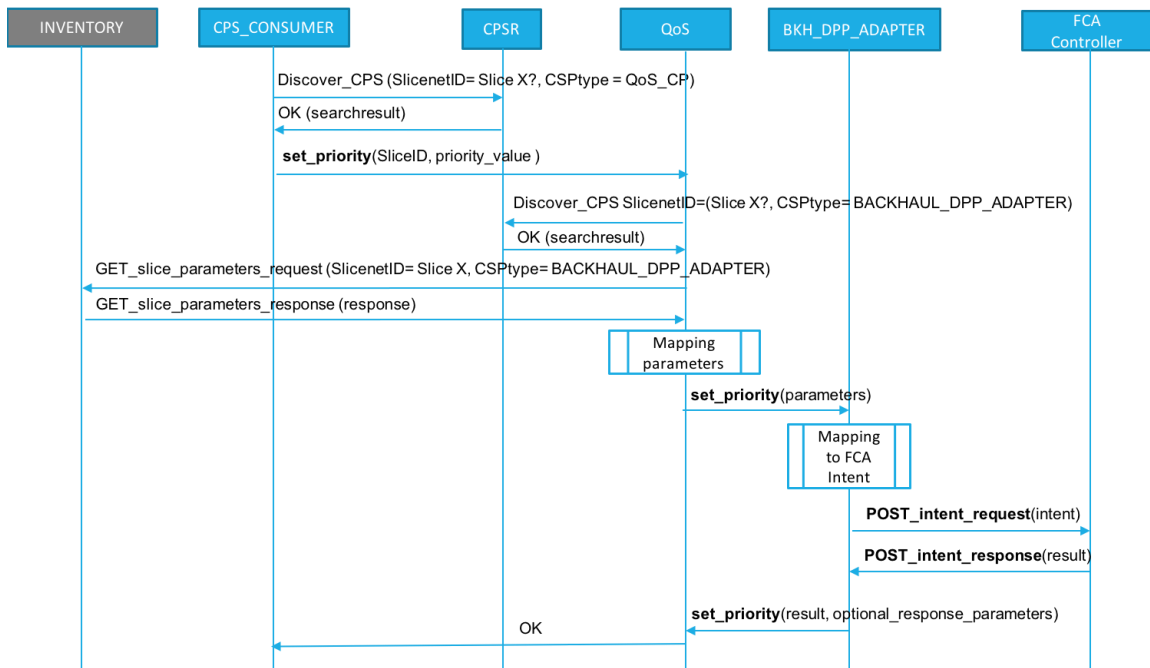 INVENTORY
CPS_CONSUMER
CPSR
QoS
BKH_DPP_ADAPTER
FCA
Controller
Discover_CPS (SlicenetID= Slice X?, CSPtype = QoS_CP)
OK (searchresult)
set_priority(SliceID, priority_value )
Discover_CPS SlicenetID=(Slice X?, CSPtype= BACKHAUL_DPP_ADAPTER)
OK (searchresult)
GET_slice_parameters_request (SlicenetID= Slice X, CSPtype= BACKHAUL_DPP_ADAPTER)
GET_slice_parameters_response (response)
Mapping
parameters
set_priority(parameters)
Mapping
to FCA
Intent
POST_intent_request(intent)
POST_intent_response(result)
set_priority(result, optional_response_parameters)
OK